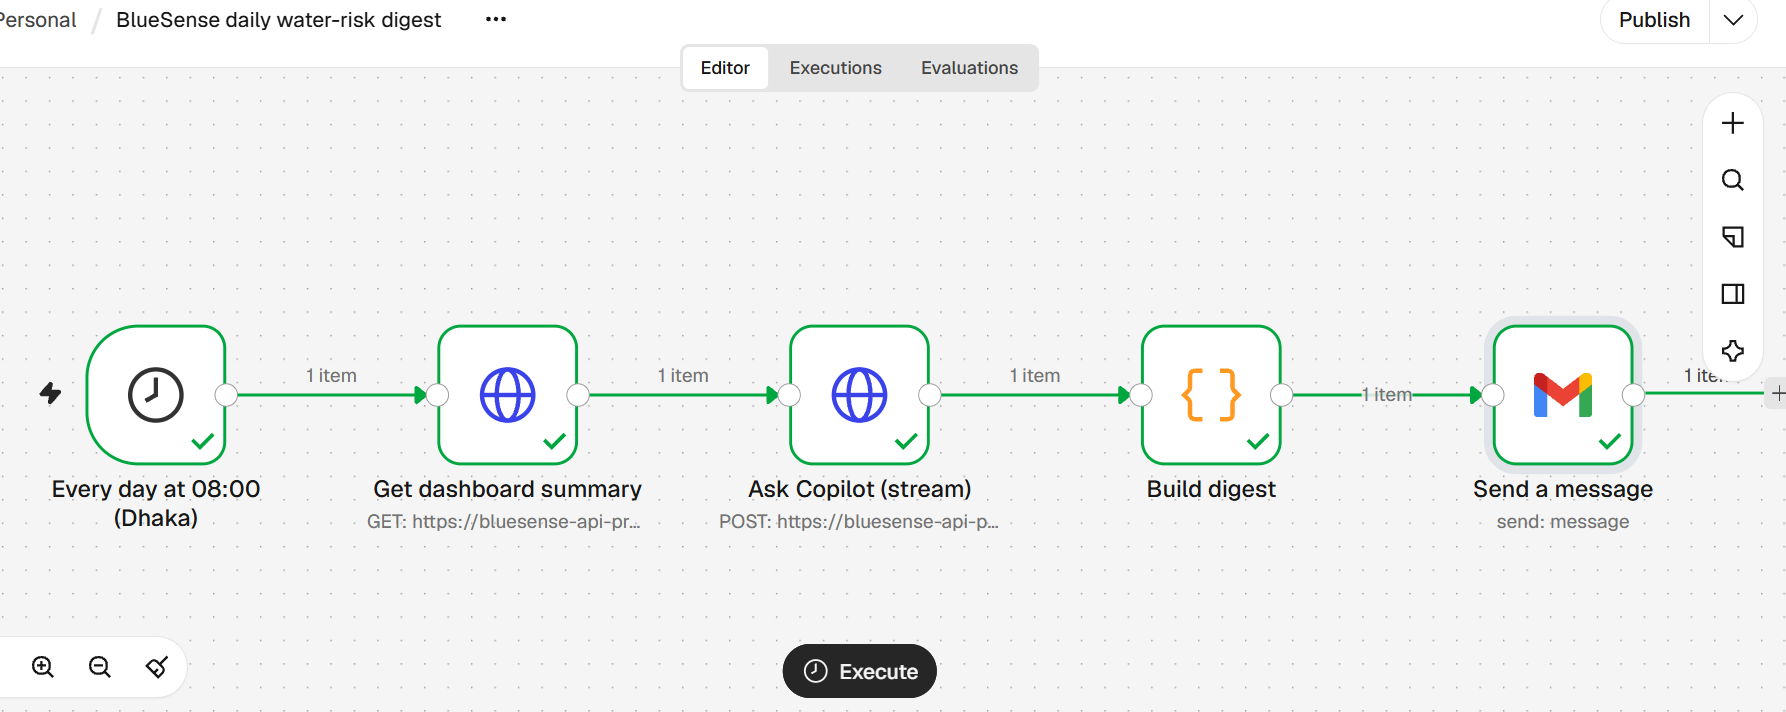 Personal / BlueSense daily water-risk digest ...
Publish
Editor Executions Evaluations
1 item
1 item
1 item
1 item
1 ite
Every day at 08:00
(Dhaka)
Get dashboard summary
GET: https://bluesense-api-pr...
Ask Copilot (stream)
POST: https://bluesense-api-p...
Build digest
Send a message
send: message
Execute